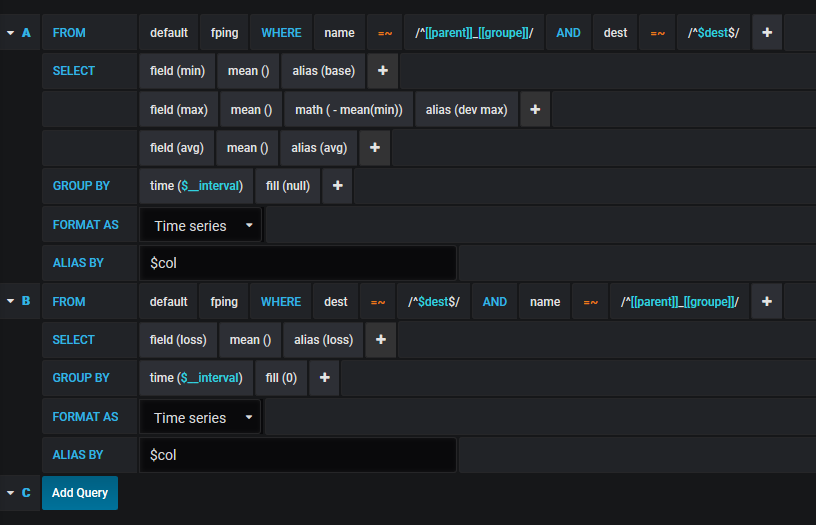 A FROM default fping WHERE name =~ /^[[parent]]_[[groupe]]/ AND dest =~ /^$dest$/ +
SELECT field (min) mean () alias (base) +
field (max) mean () math ( - mean(min)) alias (dev max) +
field (avg) mean () alias (avg) +
GROUP BY time ($__interval) fill (null) +
FORMAT AS Time series
ALIAS BY $col
B FROM default fping WHERE dest =~ /^$dest$/ AND name =~ /^[[parent]]_[[groupe]]/ +
SELECT field (loss) mean () alias (loss) +
GROUP BY time ($__interval) fill (0) +
FORMAT AS Time series
ALIAS BY $col
C Add Query